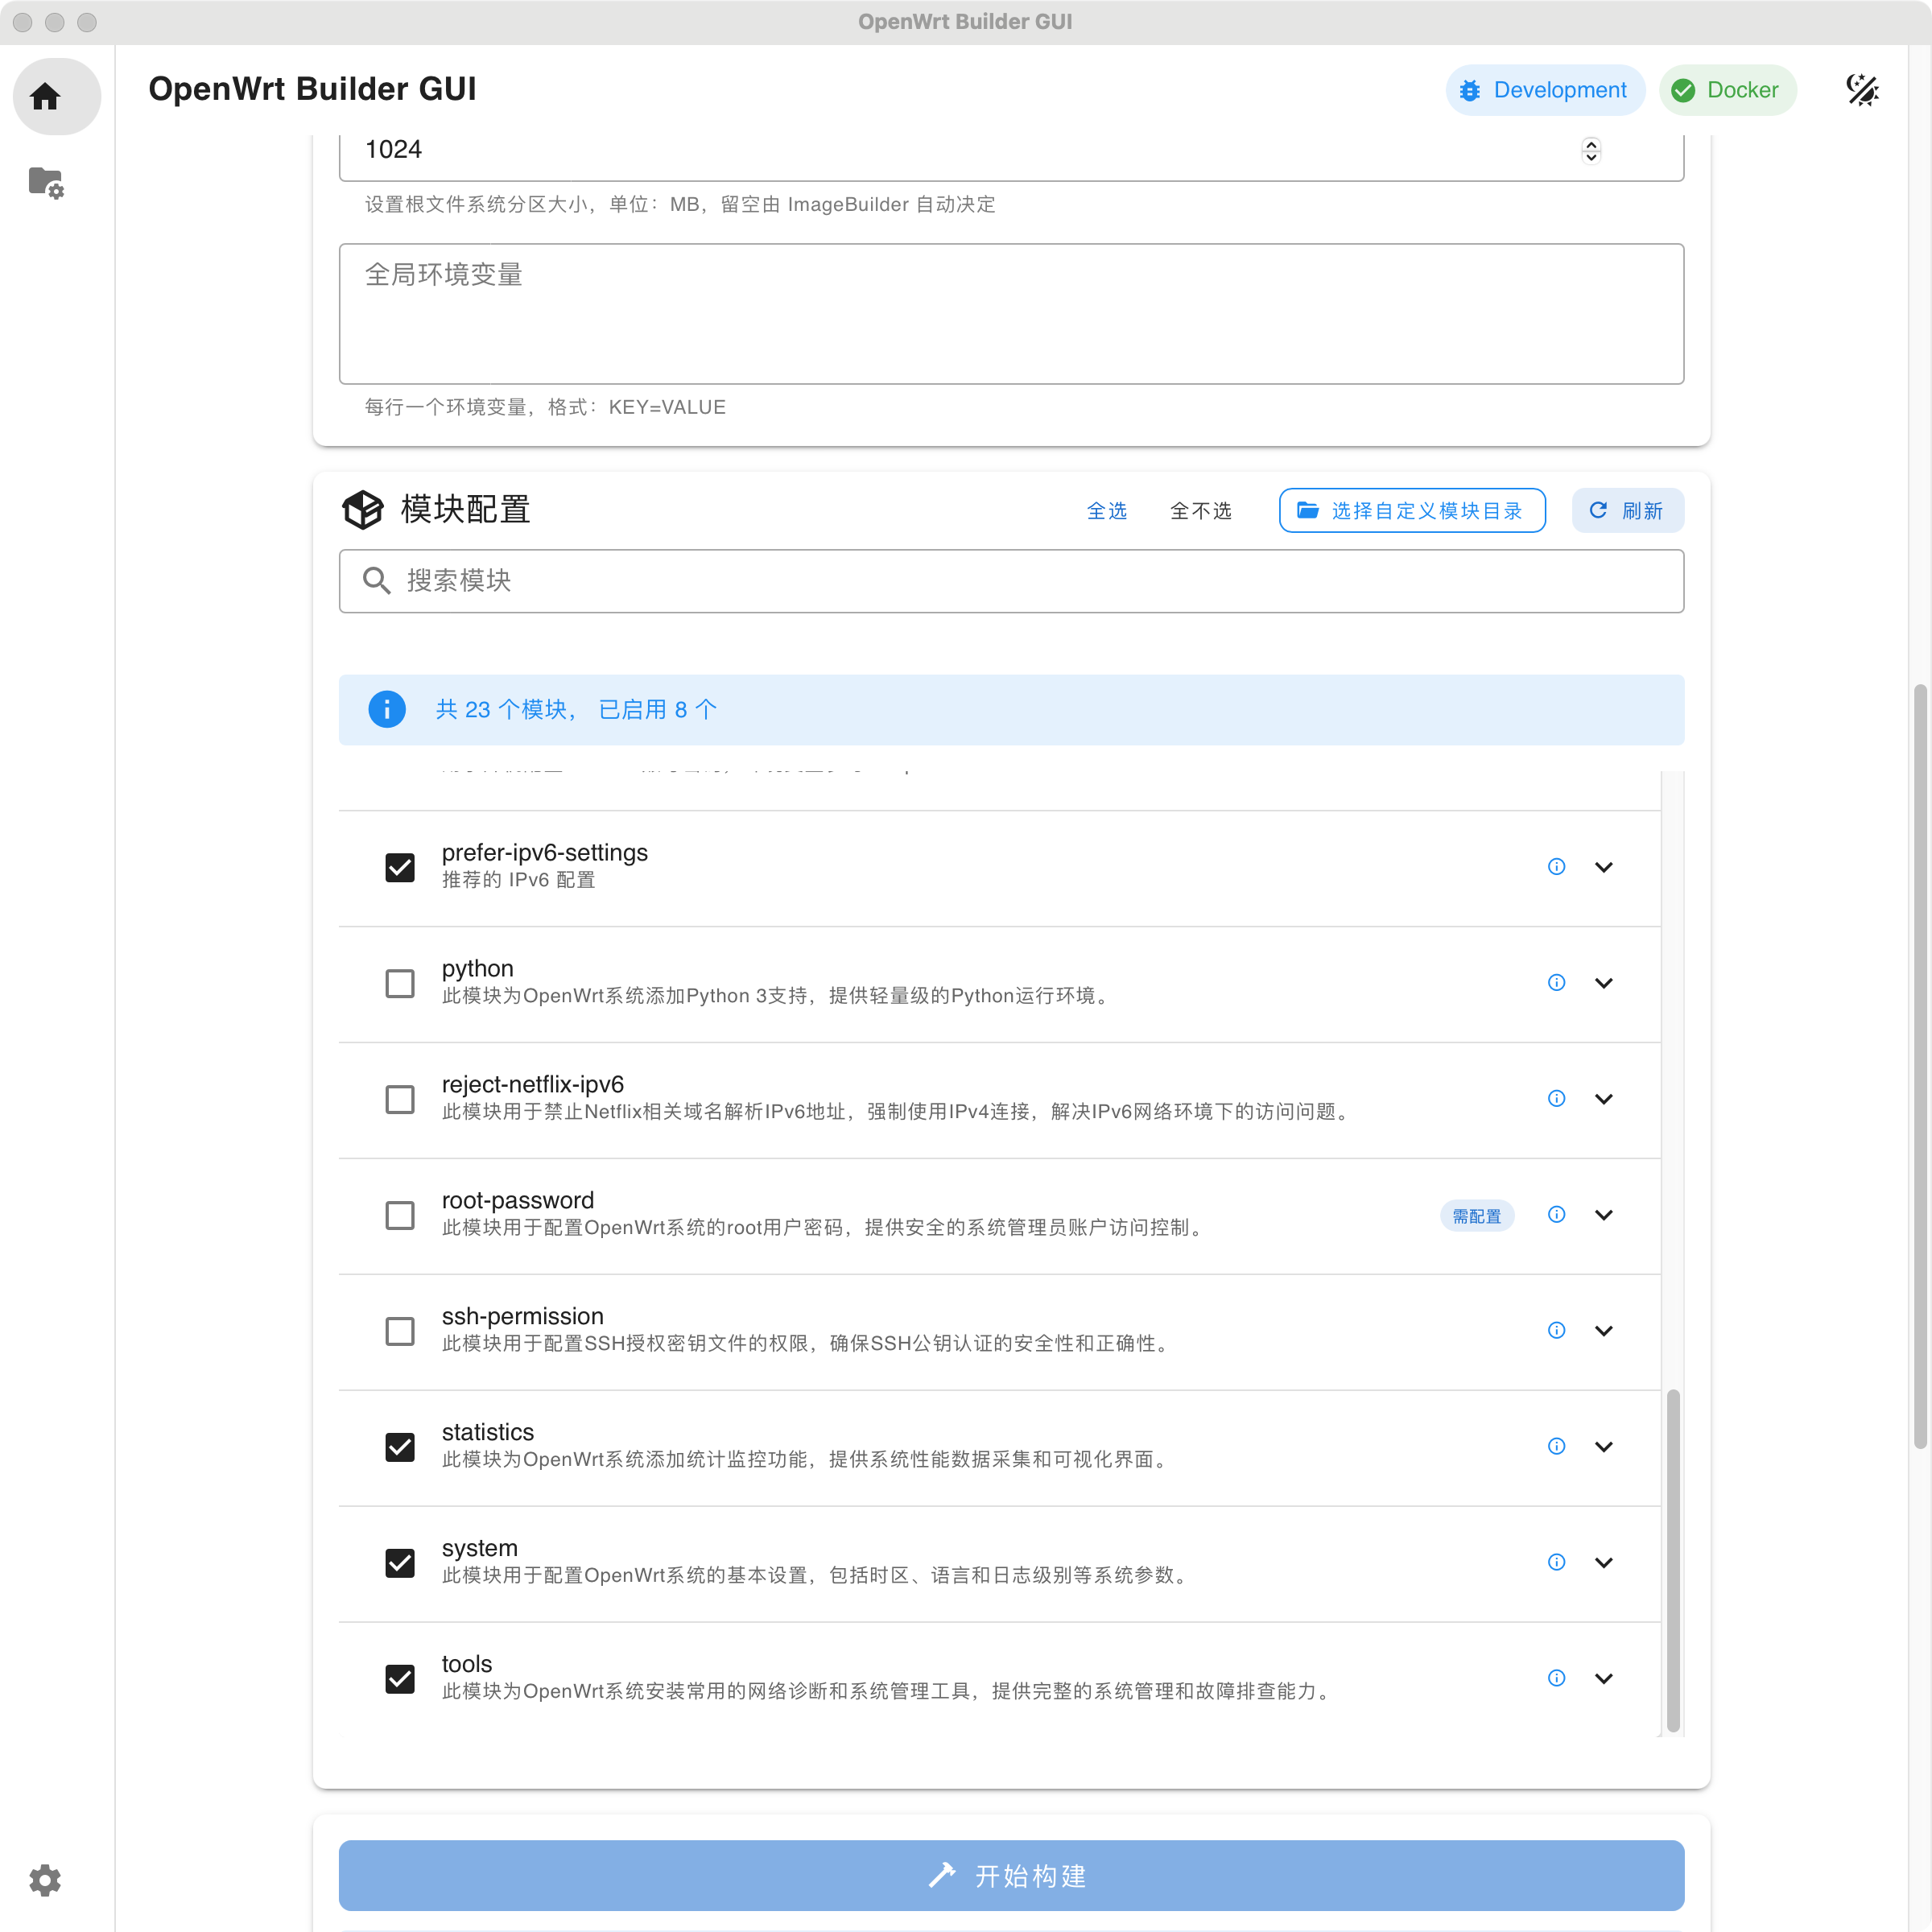 OpenWrt Builder GUI
OpenWrt Builder GUI
Development
Docker
1024
设置根文件系统分区大小，单位：MB，留空由 ImageBuilder 自动决定
全局环境变量
每行一个环境变量，格式：KEY=VALUE
模块配置
全选
全不选
选择自定义模块目录
刷新
搜索模块
共 23 个模块， 已启用 8 个
prefer-ipv6-settings
推荐的 IPv6 配置
python
此模块为OpenWrt系统添加Python 3支持，提供轻量级的Python运行环境。
reject-netflix-ipv6
此模块用于禁止Netflix相关域名解析IPv6地址，强制使用IPv4连接，解决IPv6网络环境下的访问问题。
root-password
此模块用于配置OpenWrt系统的root用户密码，提供安全的系统管理员账户访问控制。
需配置
ssh-permission
此模块用于配置SSH授权密钥文件的权限，确保SSH公钥认证的安全性和正确性。
statistics
此模块为OpenWrt系统添加统计监控功能，提供系统性能数据采集和可视化界面。
system
此模块用于配置OpenWrt系统的基本设置，包括时区、语言和日志级别等系统参数。
tools
此模块为OpenWrt系统安装常用的网络诊断和系统管理工具，提供完整的系统管理和故障排查能力。
开始构建